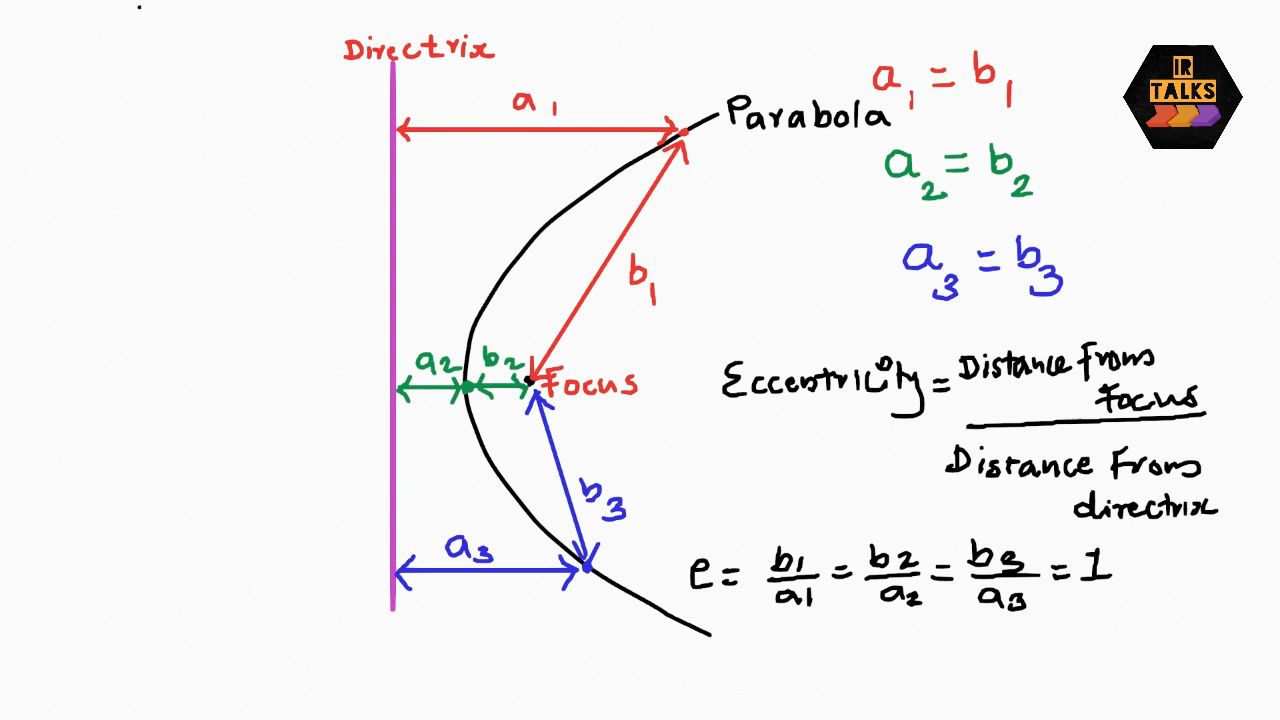 Directrix
a1
Parabola
a1 = b1
IR
TALKS
a2 = b2
b1
a3 = b3
a2 b2
Focus
Eccentricity = Distance from
Focus
Distance From
directrix
b3
a3
e = b1/a1 = b2/a2 = b3/a3 = 1